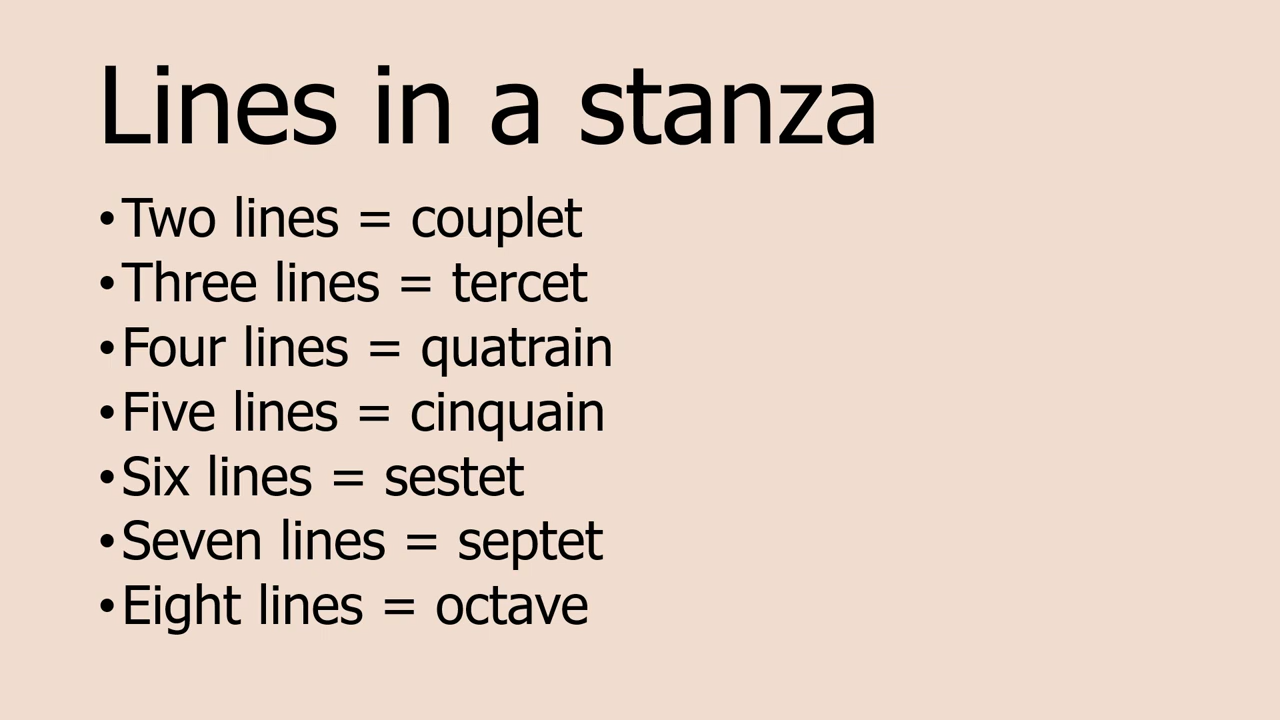 Lines in a stanza
•Two lines = couplet
•Three lines = tercet
•Four lines = quatrain
•Five lines = cinquain
•Six lines = sestet
•Seven lines = septet
•Eight lines = octave